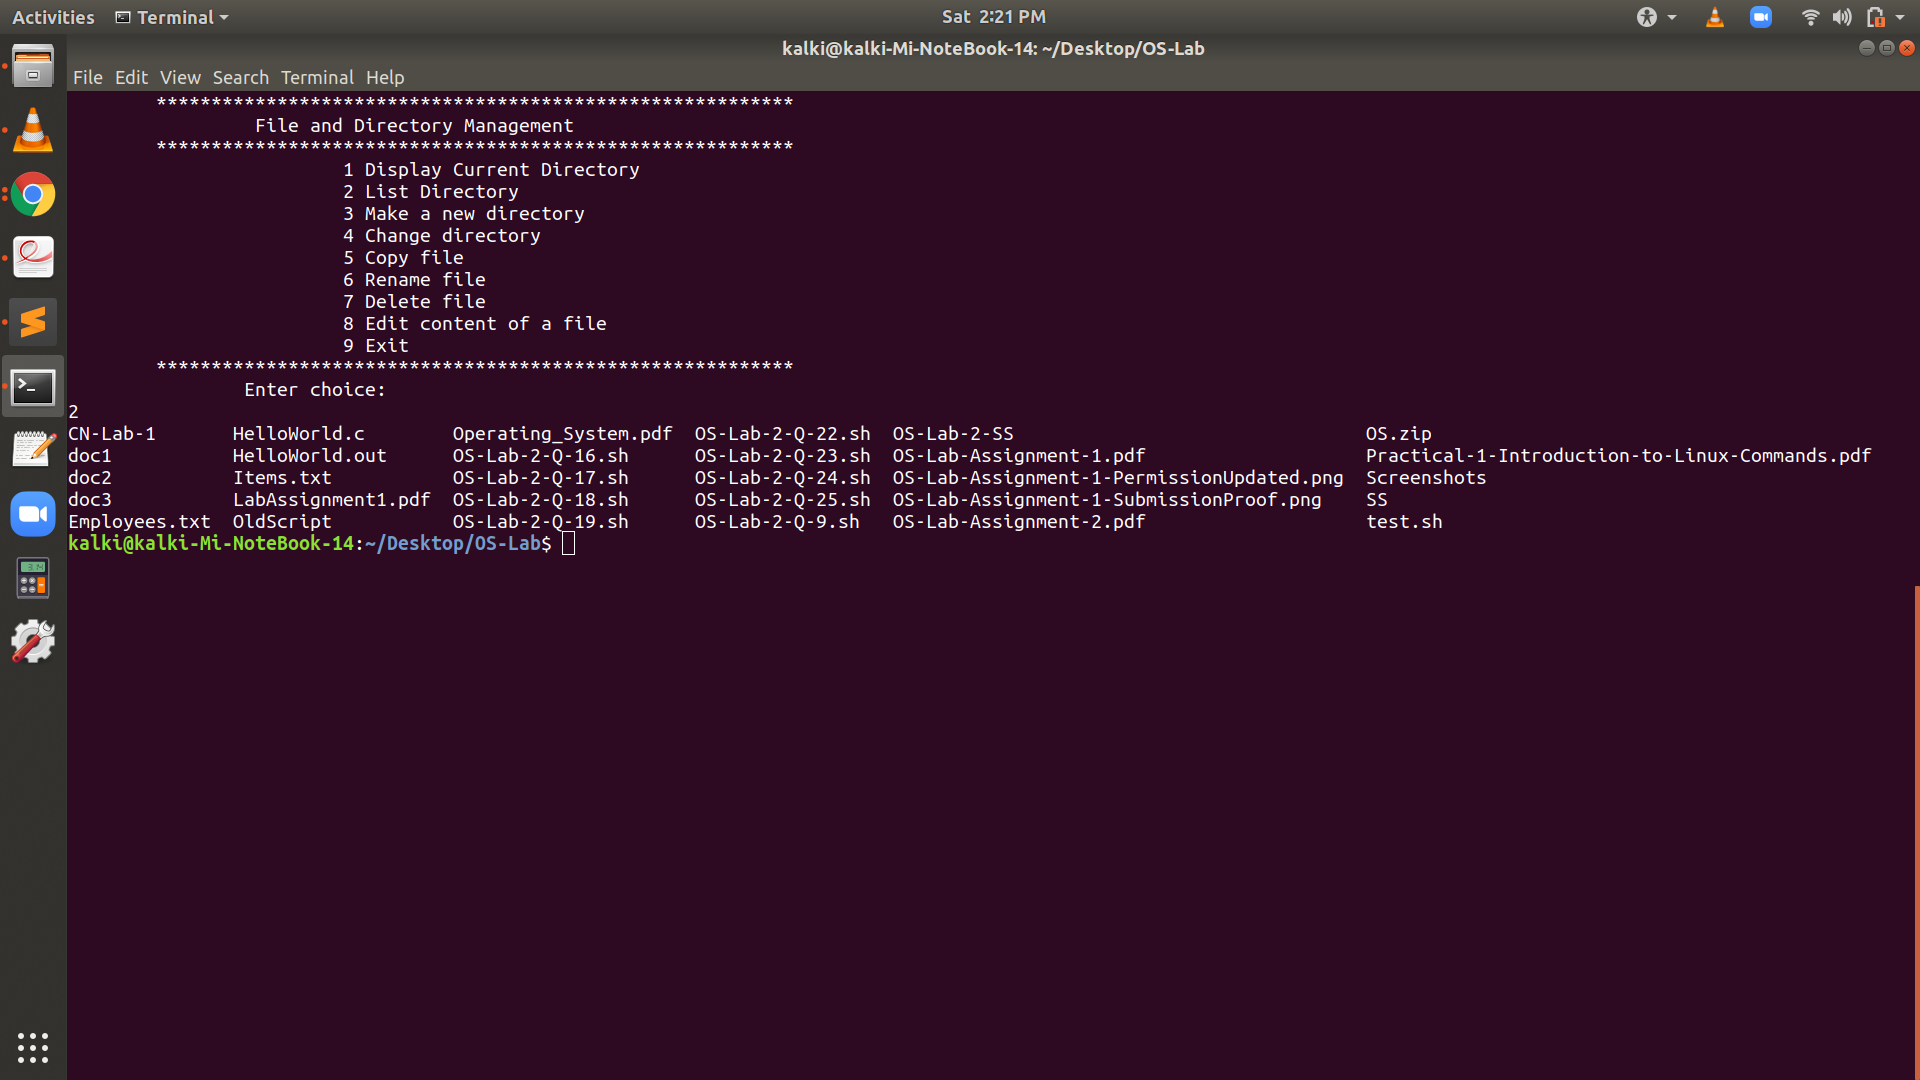 Activities Terminal Sat 2:21 PM
kalki@kalki-Mi-NoteBook-14: ~/Desktop/OS-Lab
File Edit View Search Terminal Help
**********************************************************
File and Directory Management
**********************************************************
1 Display Current Directory
2 List Directory
3 Make a new directory
4 Change directory
5 Copy file
6 Rename file
7 Delete file
8 Edit content of a file
9 Exit
**********************************************************
Enter choice:
2
CN-Lab-1 HelloWorld.c Operating_System.pdf OS-Lab-2-Q-22.sh OS-Lab-2-SS OS.zip
doc1 HelloWorld.out OS-Lab-2-Q-16.sh OS-Lab-2-Q-23.sh OS-Lab-Assignment-1.pdf Practical-1-Introduction-to-Linux-Commands.pdf
doc2 Items.txt OS-Lab-2-Q-17.sh OS-Lab-2-Q-24.sh OS-Lab-Assignment-1-PermissionUpdated.png Screenshots
doc3 LabAssignment1.pdf OS-Lab-2-Q-18.sh OS-Lab-2-Q-25.sh OS-Lab-Assignment-1-SubmissionProof.png SS
Employees.txt OldScript OS-Lab-2-Q-19.sh OS-Lab-2-Q-9.sh OS-Lab-Assignment-2.pdf test.sh
kalki@kalki-Mi-NoteBook-14:~/Desktop/OS-Lab$